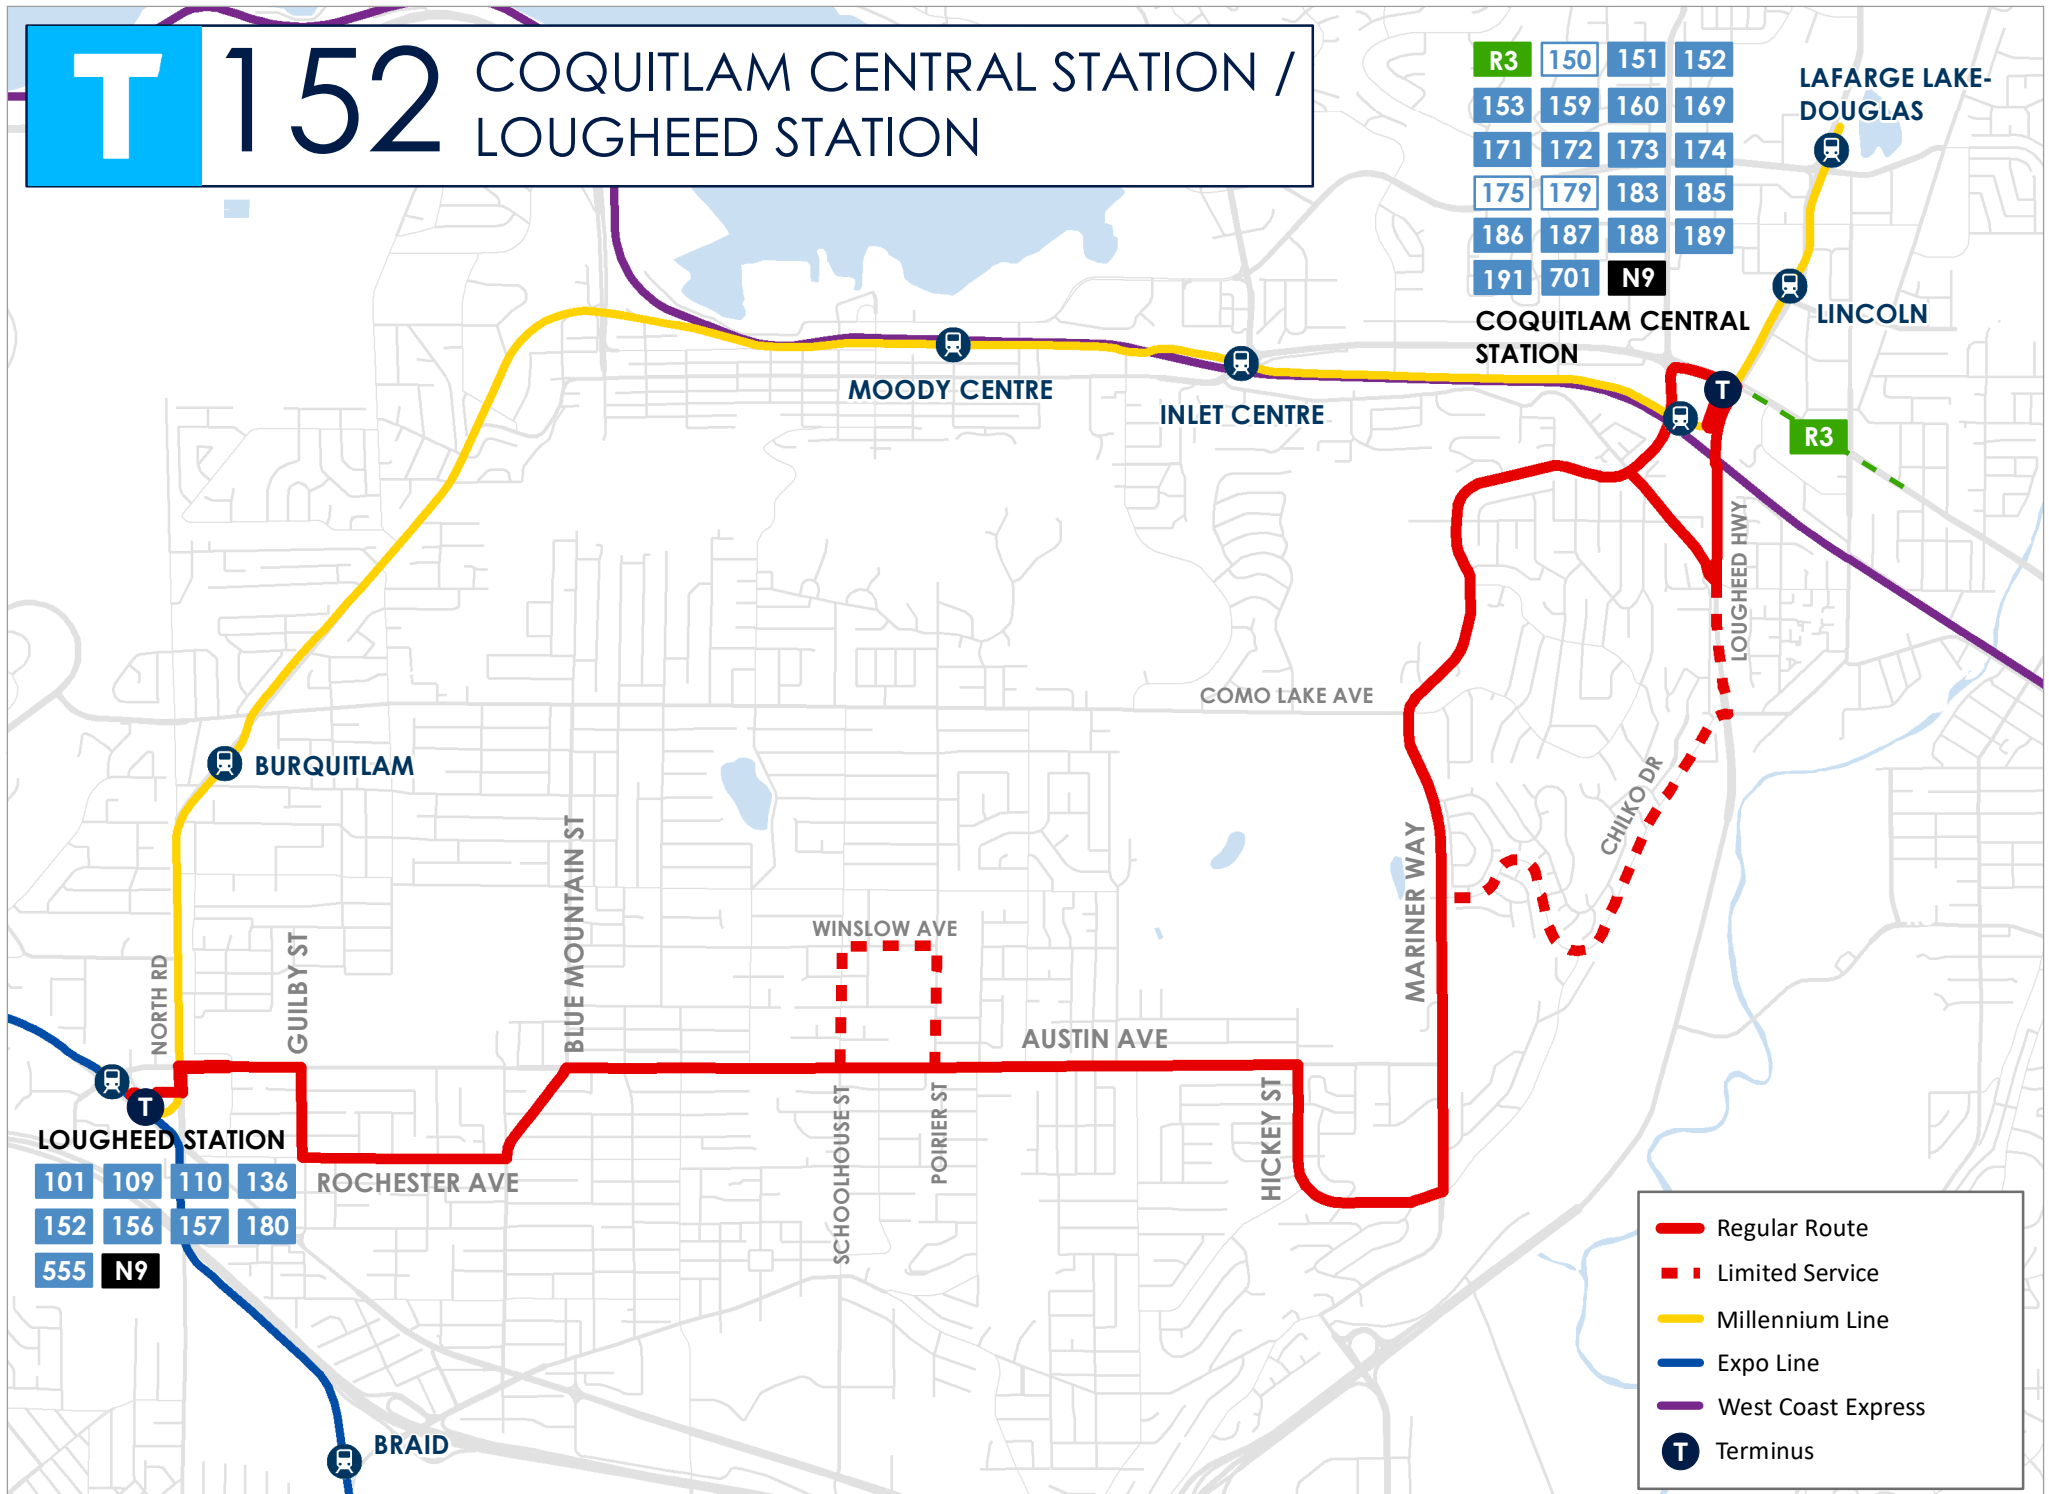 T 152 COQUITLAM CENTRAL STATION /
LOUGHEED STATION
R3 150 151 152
153 159 160 169
171 172 173 174
175 179 183 185
186 187 188 189
191 701 N9
COQUITLAM CENTRAL
STATION
LAFARGE LAKE-
DOUGLAS
LINCOLN
T
R3
MOODY CENTRE
INLET CENTRE
LOUGHEED HWY
COMO LAKE AVE
BURQUITLAM
CHILKO DR
MARINER WAY
BLUE MOUNTAIN ST
WINSLOW AVE
NORTH RD
GUILBY ST
AUSTIN AVE
T
LOUGHEED STATION
101 109 110 136
152 156 157 180
555 N9
ROCHESTER AVE
SCHOOLHOUSE ST
POIRIER ST
HICKEY ST
BRAID
Regular Route
Limited Service
Millennium Line
Expo Line
West Coast Express
T Terminus